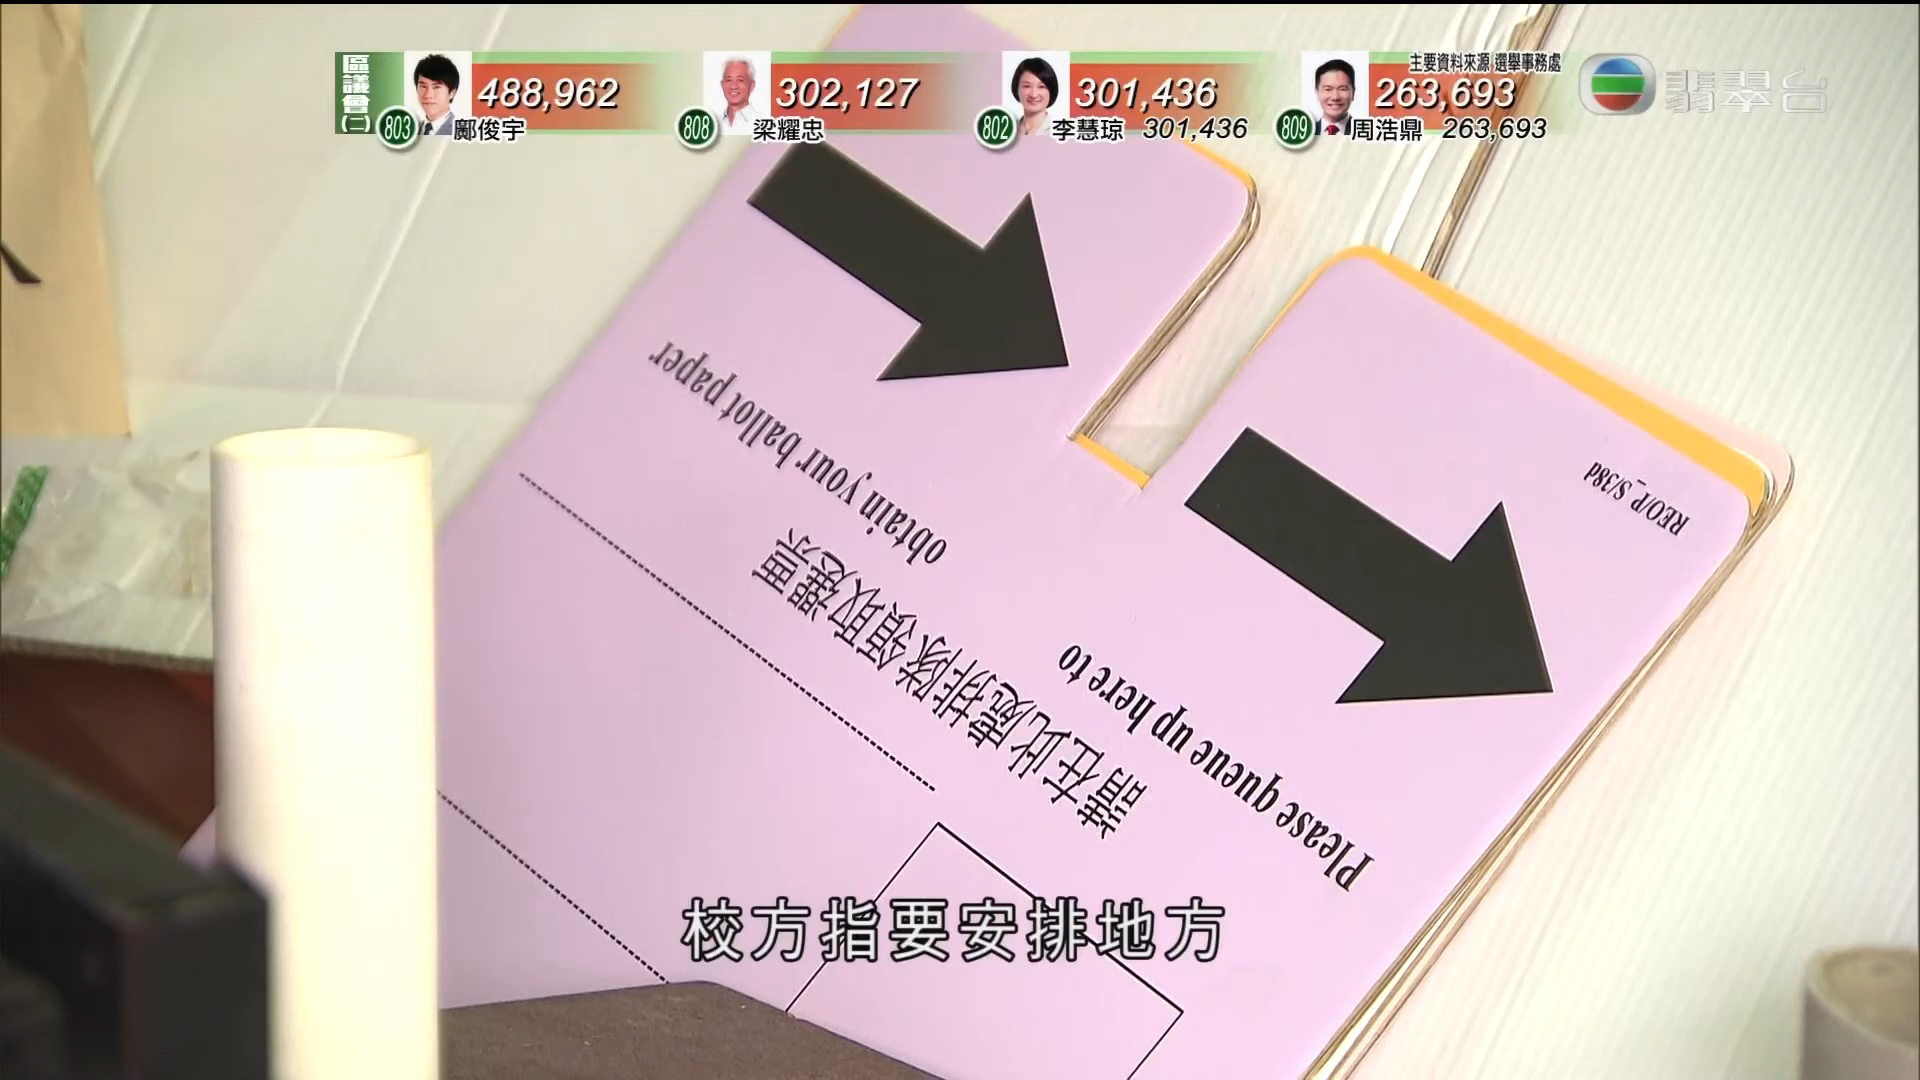 區議會(二)
803
鄺俊宇
488,962
808
梁耀忠
302,127
802
李慧琼
301,436
301,436
809
周浩鼎
263,693
263,693
主要資料來源 選舉事務處
翡翠台
REO/P_S/38d
Please queue up here to
obtain your ballot paper
請在此處排隊領取選票
校方指要安排地方